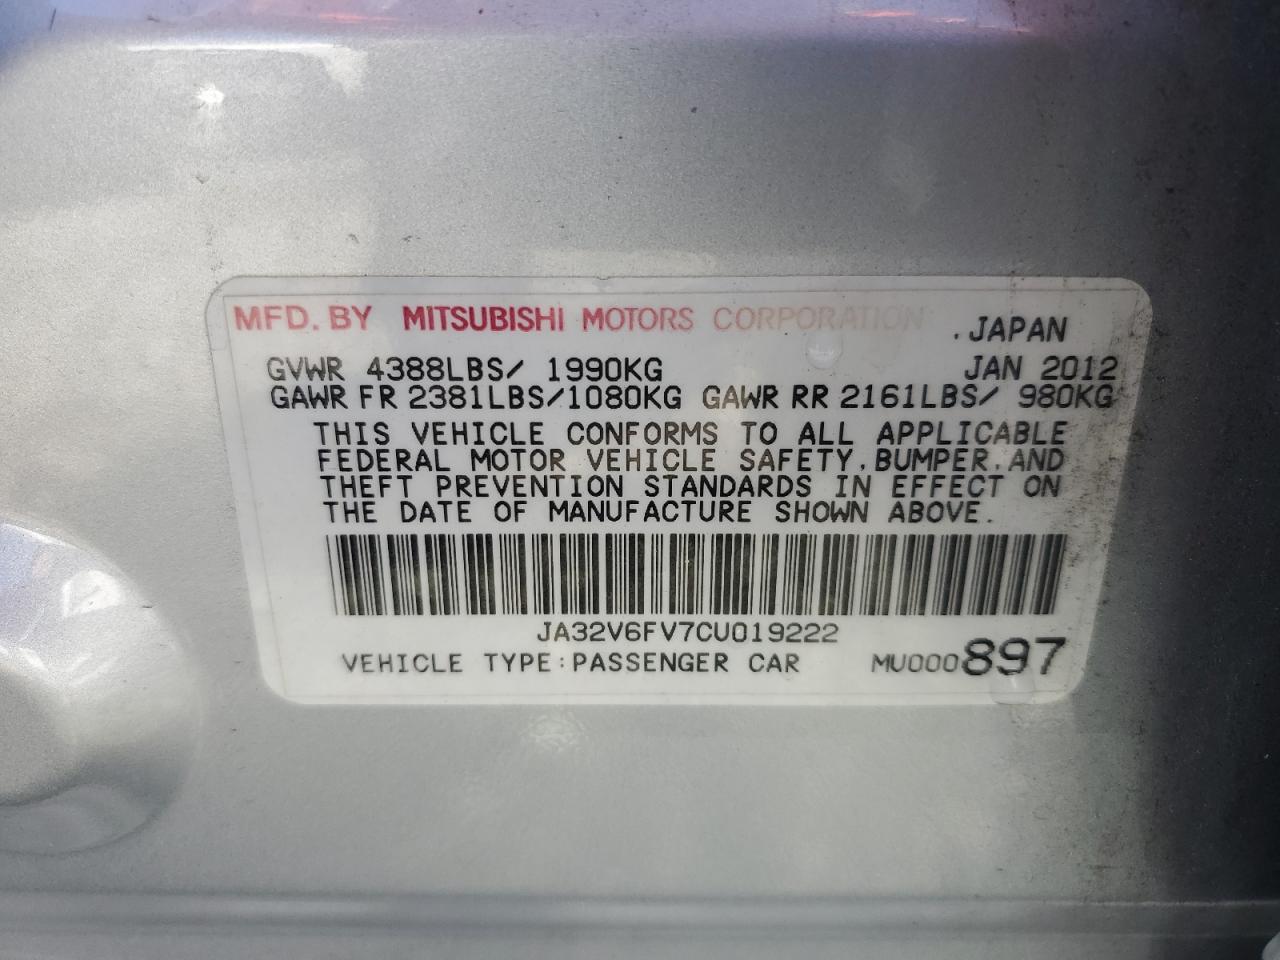 MFD. BY MITSUBISHI MOTORS CORPORATION .JAPAN
GVWR 4388LBS/ 1990KG JAN 2012
GAWR FR 2381LBS/1080KG GAWR RR 2161LBS/ 980KG
THIS VEHICLE CONFORMS TO ALL APPLICABLE
FEDERAL MOTOR VEHICLE SAFETY,BUMPER,AND
THEFT PREVENTION STANDARDS IN EFFECT ON
THE DATE OF MANUFACTURE SHOWN ABOVE.
JA32V6FV7CU019222
VEHICLE TYPE:PASSENGER CAR MU000897